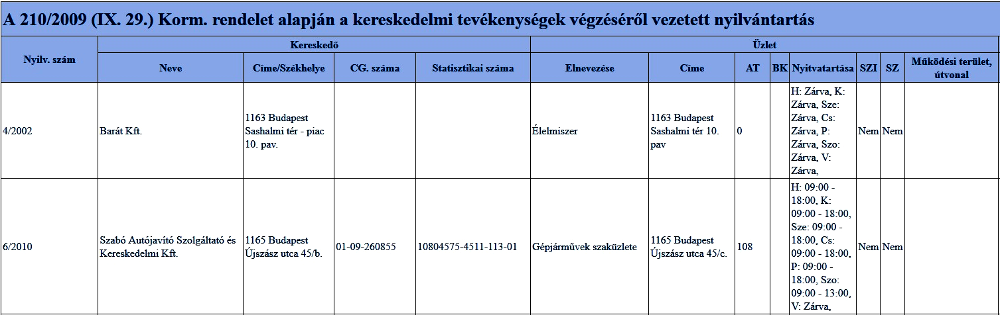 A 210/2009 (IX. 29.) Korm. rendelet alapján a kereskedelmi tevékenységek végzéséről vezetett nyilvántartás
Nyilv. szám
Kereskedő
Üzlet
Neve
Címe/Székhelye
CG. száma
Statisztikai száma
Elnevezése
Címe
AT
BK
Nyitvatartása
SZI
SZ
Működési terület,
útvonal
4/2002
Barát Kft.
1163 Budapest
Sashalmi tér - piac
10. pav.
Élelmiszer
1163 Budapest
Sashalmi tér 10.
pav
0
H: Zárva, K:
Zárva, Sze:
Zárva, Cs:
Zárva, P:
Zárva, Szo:
Zárva, V:
Zárva,
Nem
Nem
6/2010
Szabó Autójavító Szolgáltató és
Kereskedelmi Kft.
1165 Budapest
Újszász utca 45/b.
01-09-260855
10804575-4511-113-01
Gépjárművek szaküzlete
1165 Budapest
Újszász utca 45/c.
108
H: 09:00 -
18:00, K:
09:00 - 18:00,
Sze: 09:00 -
18:00, Cs:
09:00 - 18:00,
P: 09:00 -
18:00, Szo:
09:00 - 13:00,
V: Zárva,
Nem
Nem